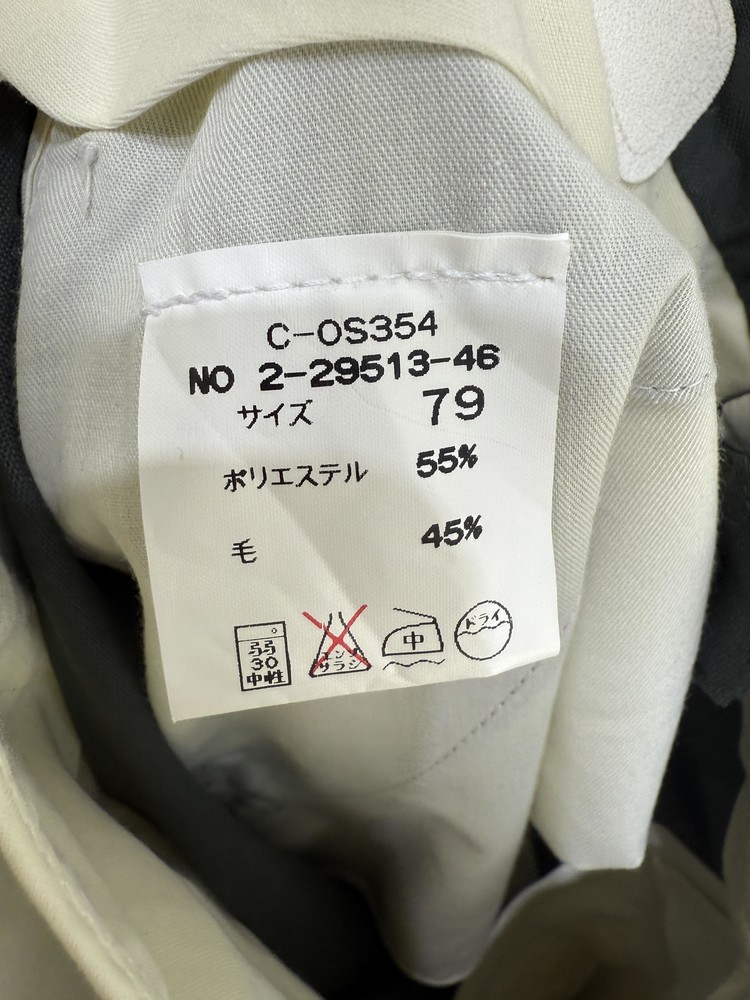 C-OS354
NO 2-29513-46
サイズ 79
ポリエステル 55%
毛 45%
弱
30
中性
エンソ
サラシ
中
ドライ